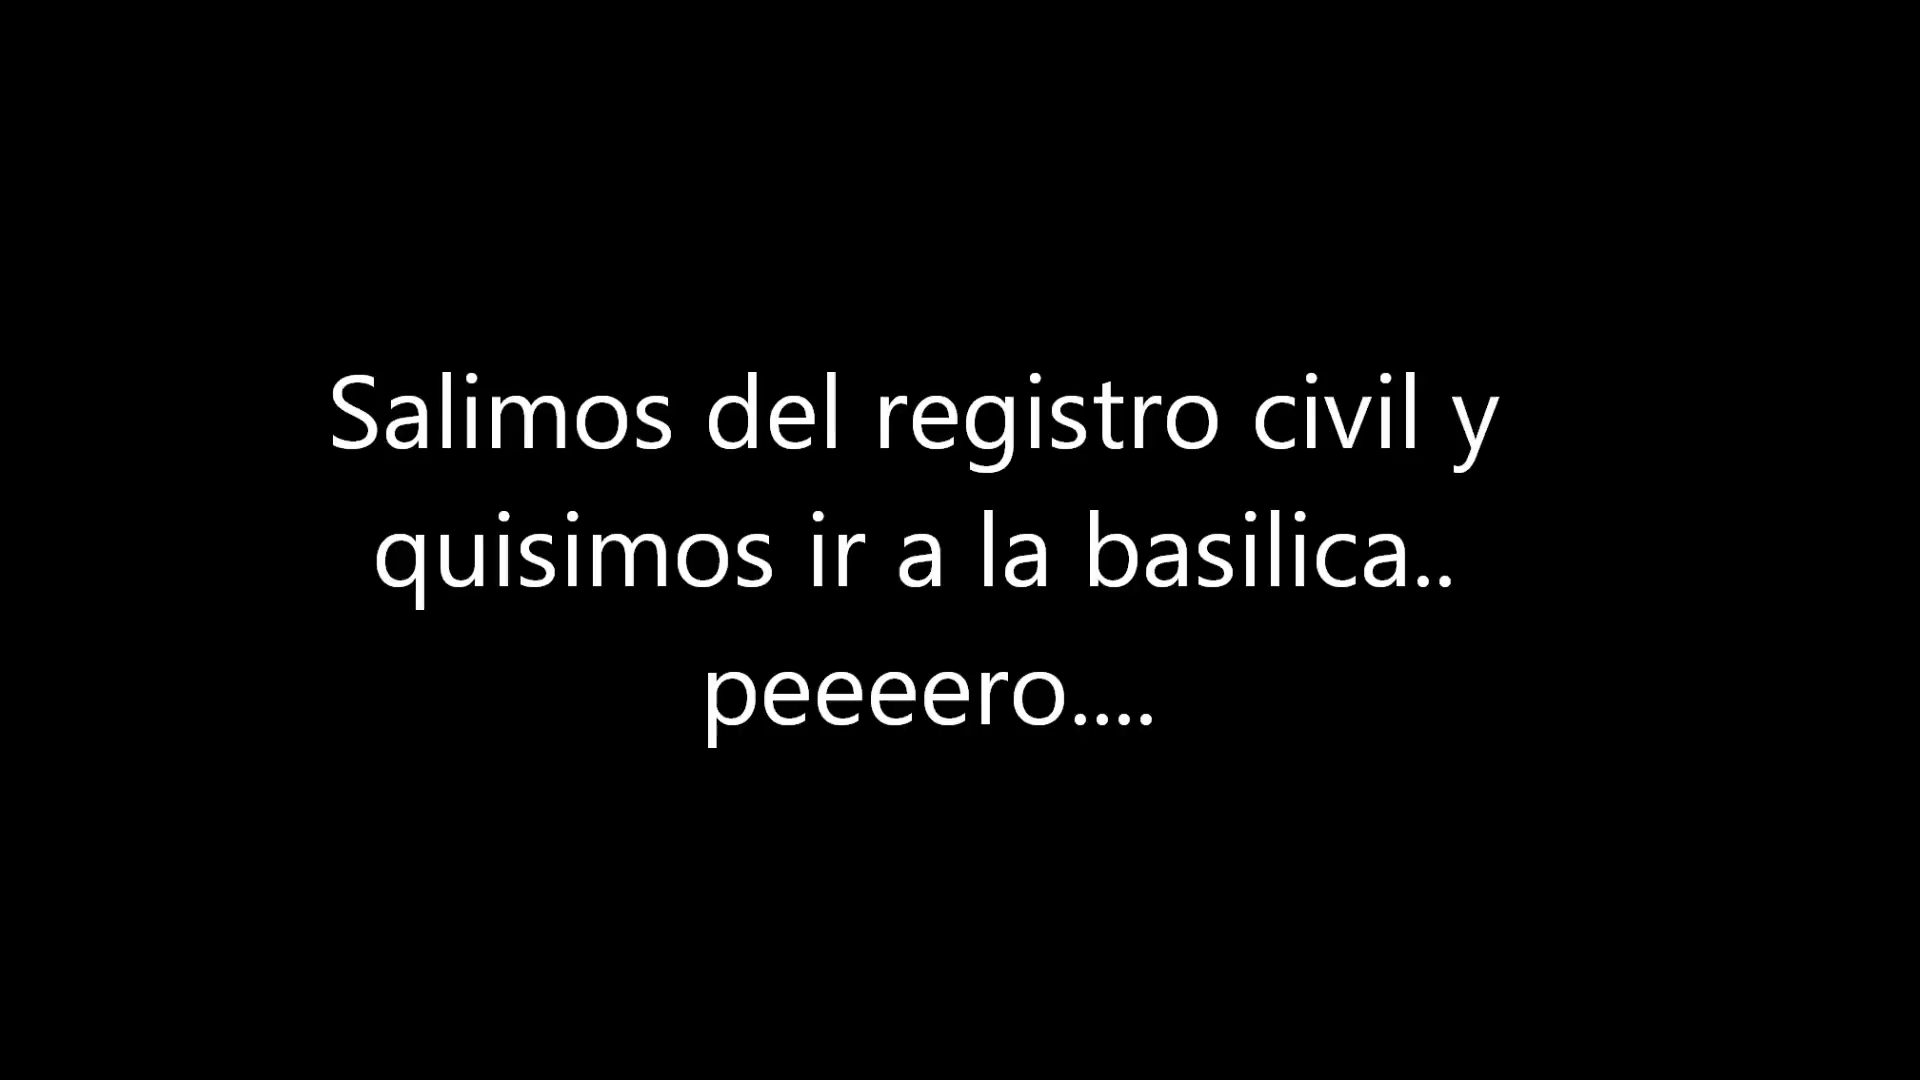 Salimos del registro civil y
quisimos ir a la basilica..
peeeero....